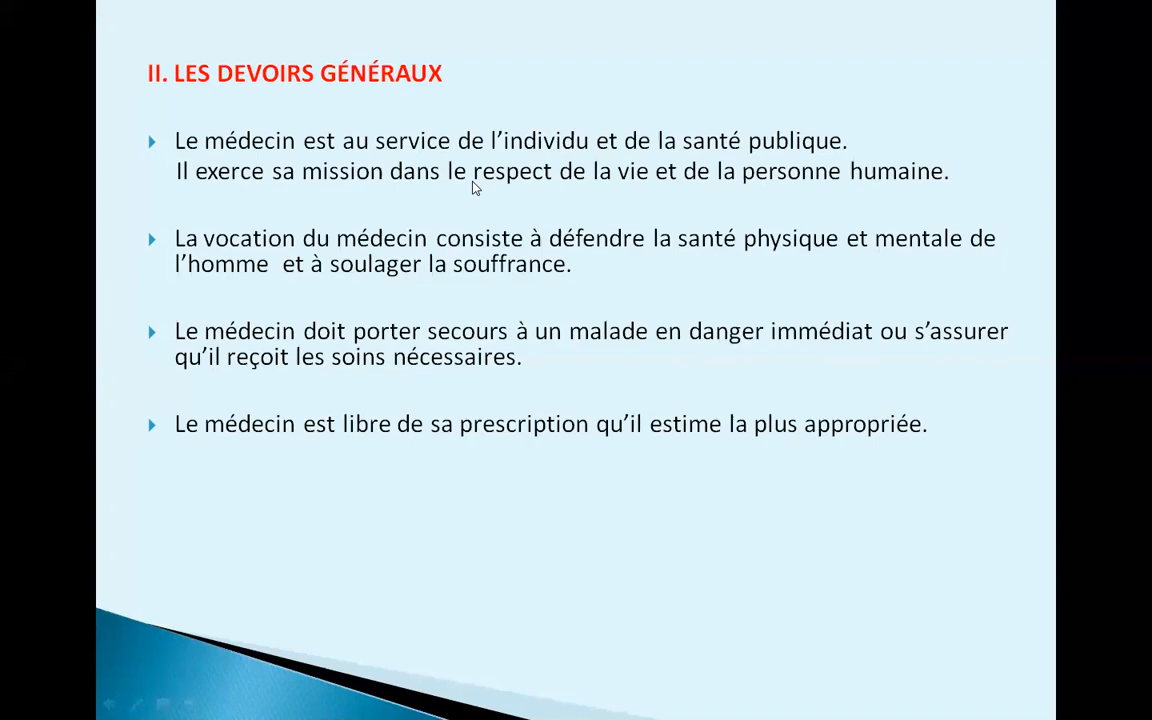 II. LES DEVOIRS GÉNÉRAUX
Le médecin est au service de l’individu et de la santé publique.
Il exerce sa mission dans le respect de la vie et de la personne humaine.
La vocation du médecin consiste à défendre la santé physique et mentale de
l’homme et à soulager la souffrance.
Le médecin doit porter secours à un malade en danger immédiat ou s’assurer
qu’il reçoit les soins nécessaires.
Le médecin est libre de sa prescription qu’il estime la plus appropriée.